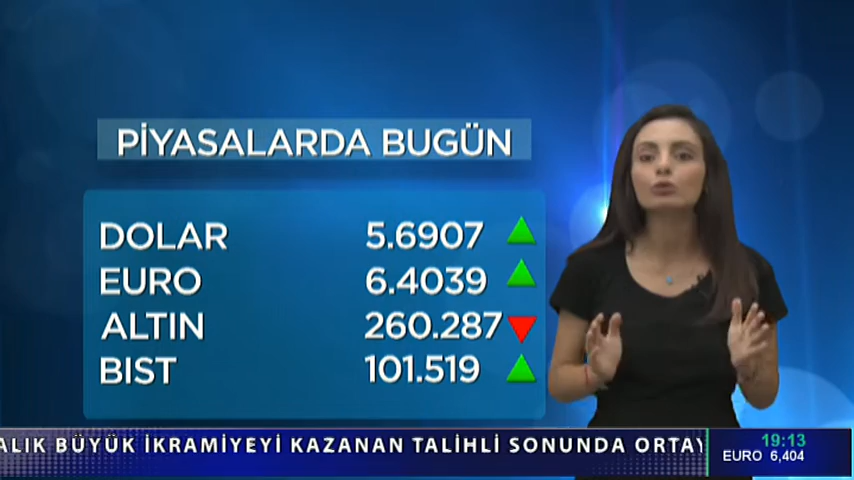 PİYASALARDA BUGÜN
DOLAR 5.6907
EURO 6.4039
ALTIN 260.287
BIST 101.519
ALIK BÜYÜK İKRAMİYEYİ KAZANAN TALİHLİ SONUNDA ORTAY
19:13
EURO 6,404